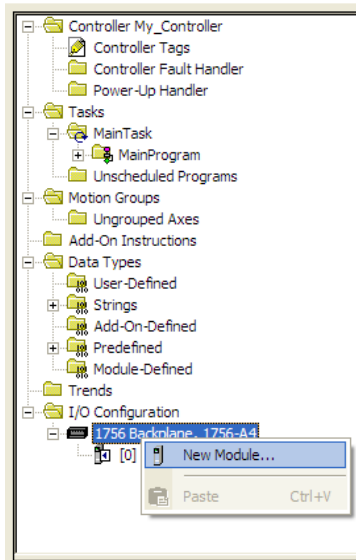 Controller My_Controller
Controller Tags
Controller Fault Handler
Power-Up Handler
Tasks
MainTask
MainProgram
Unscheduled Programs
Motion Groups
Ungrouped Axes
Add-On Instructions
Data Types
User-Defined
Strings
Add-On-Defined
Predefined
Module-Defined
Trends
I/O Configuration
1756 Backplane, 1756-A4
[0]
New Module...
Paste Ctrl+V